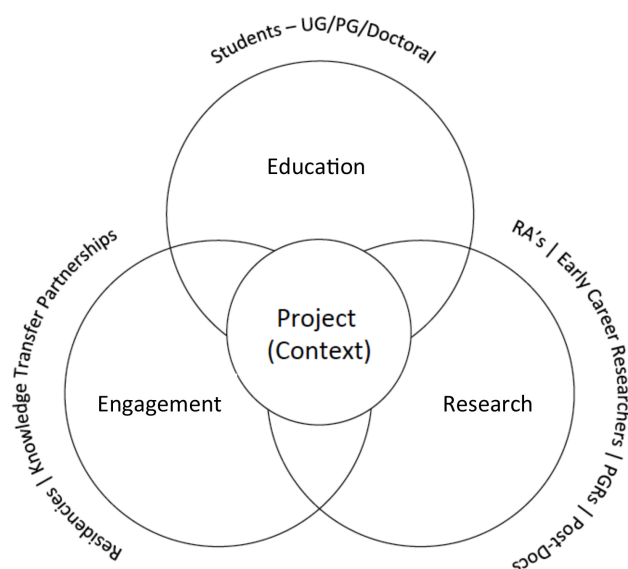 Students – UG/PG/Doctoral
Education
RA's | Early Career Researchers | PGRs | Post-Docs
Residencies | Knowledge Transfer Partnerships
Project
(Context)
Engagement
Research